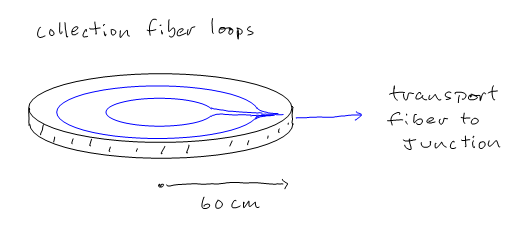 collection fiber loops
transport
fiber to
Junction
60 cm